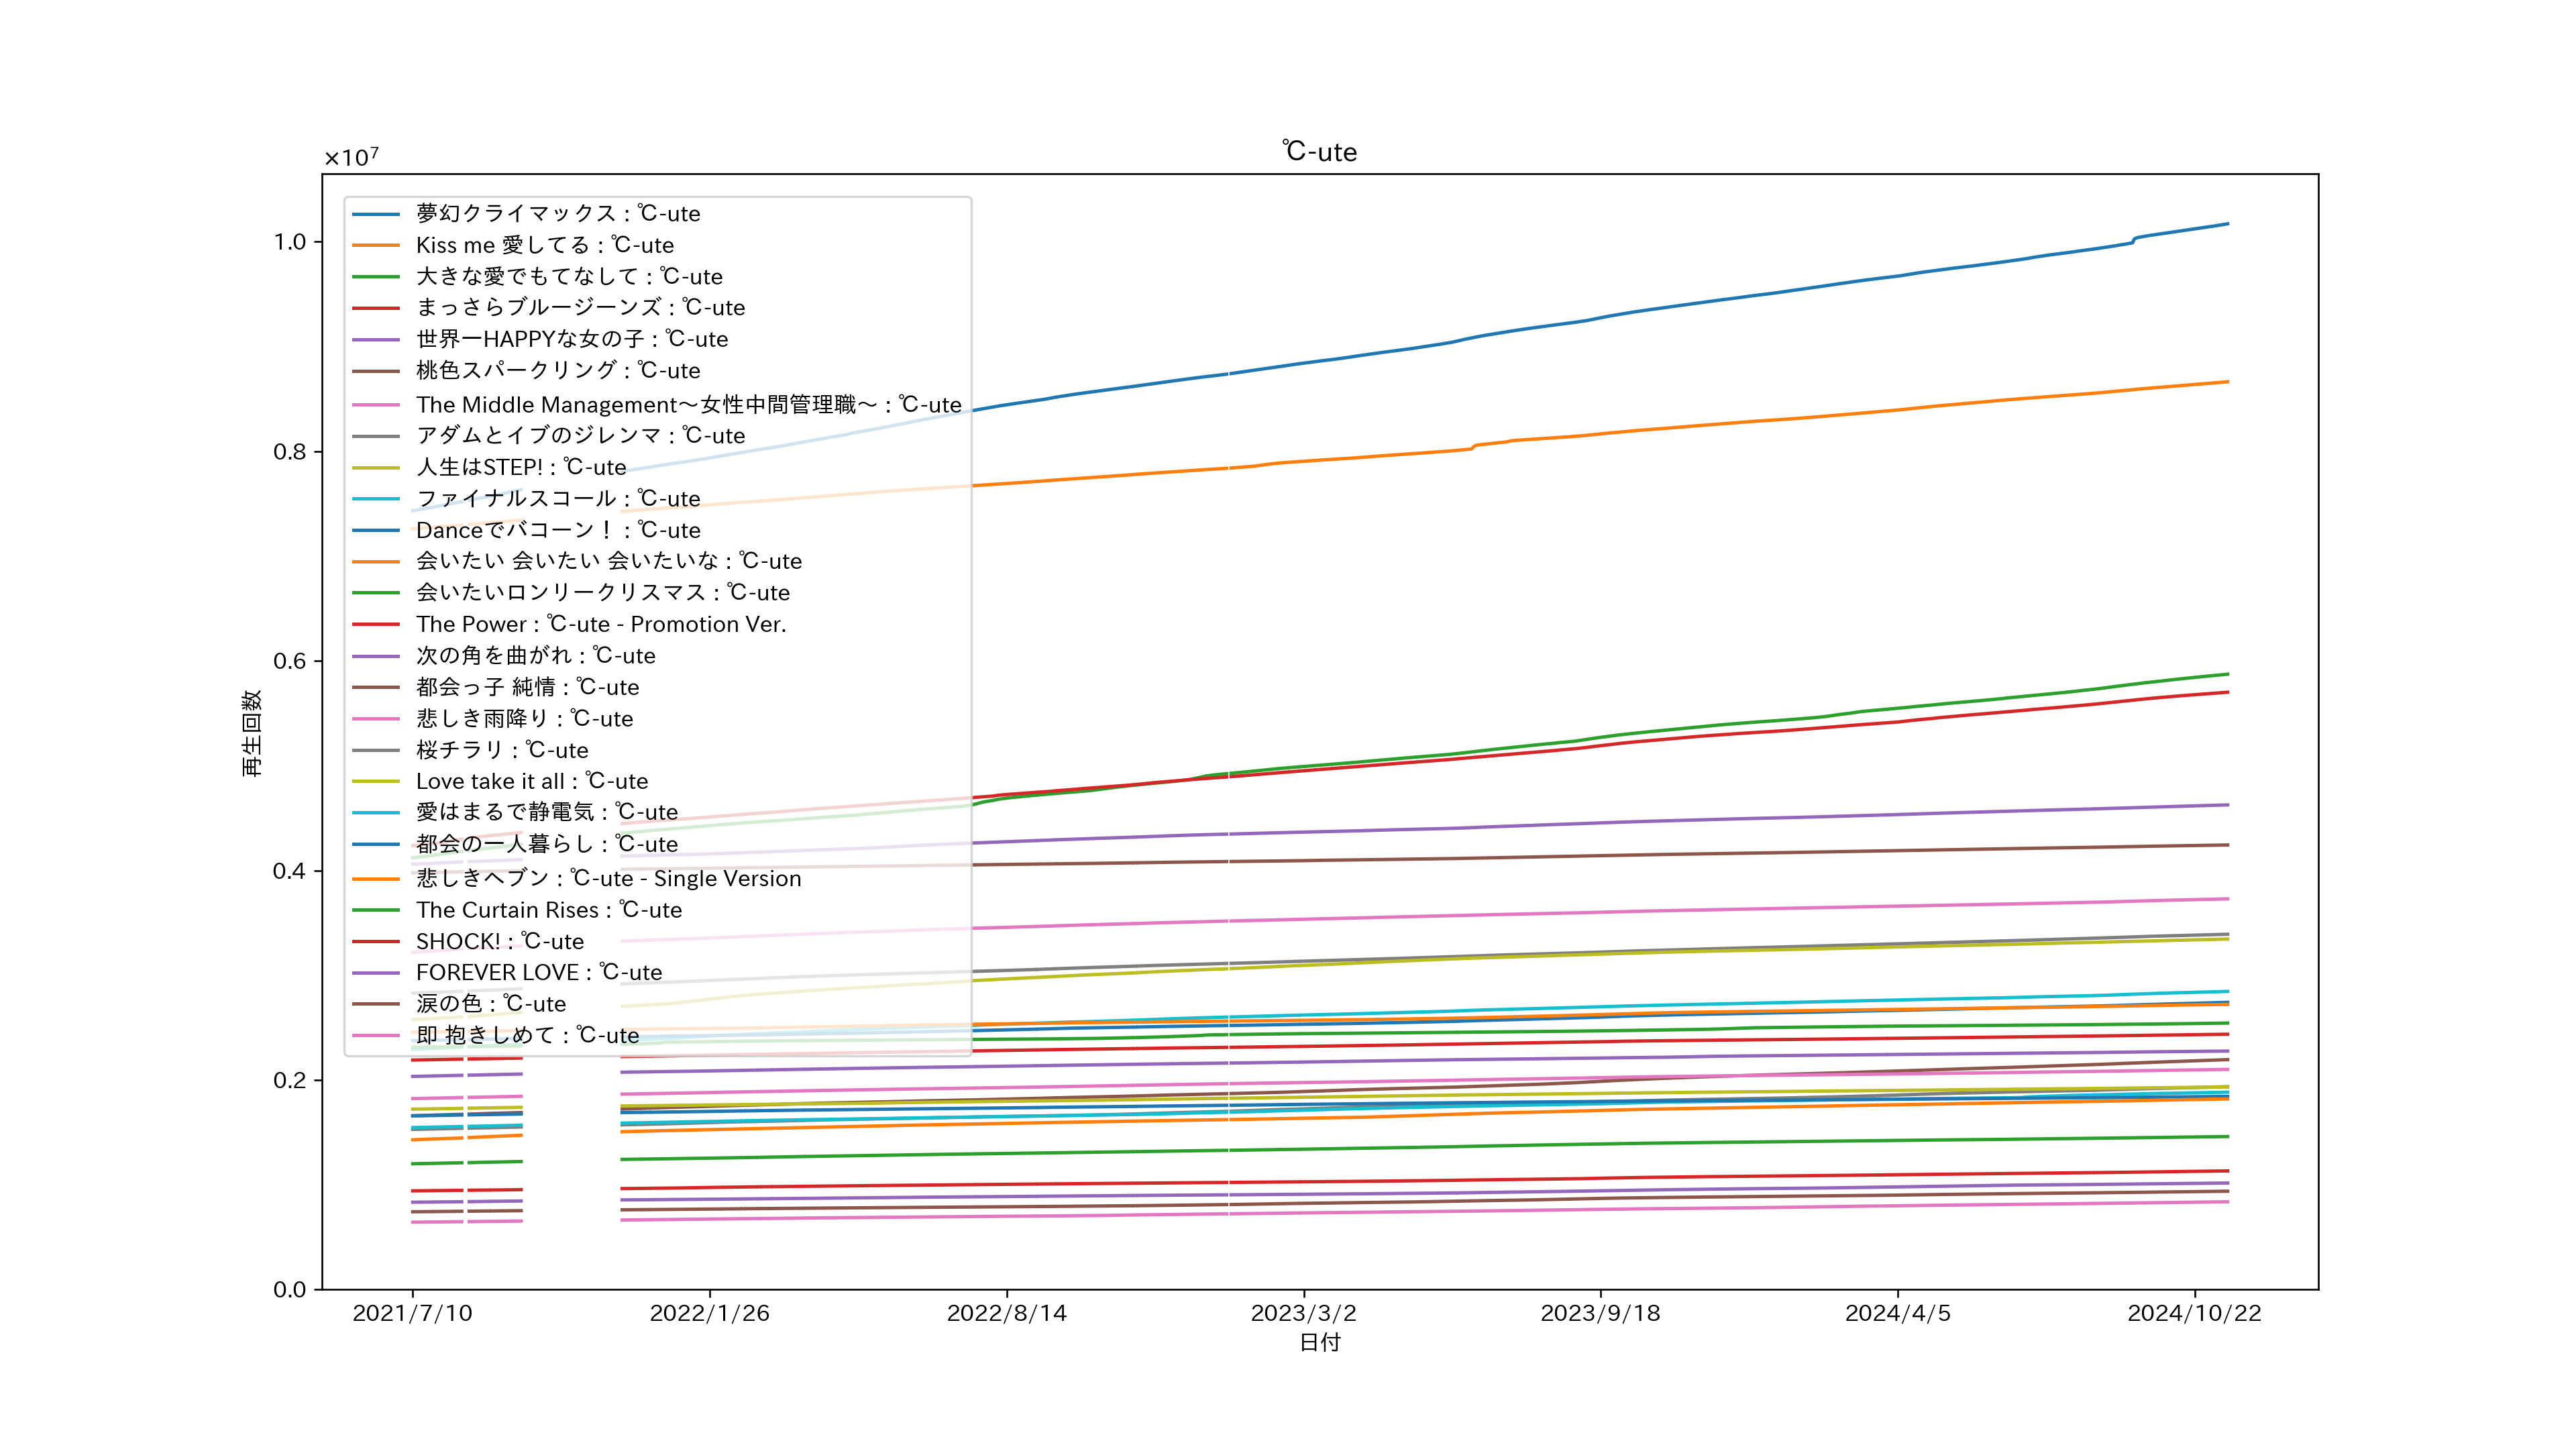 ℃-ute
×10⁷
1.0
0.8
0.6
0.4
0.2
0.0
再生回数
夢幻クライマックス : ℃-ute
Kiss me 愛してる : ℃-ute
大きな愛でもてなして : ℃-ute
まっさらブルージーンズ : ℃-ute
世界一HAPPYな女の子 : ℃-ute
桃色スパークリング : ℃-ute
The Middle Management～女性中間管理職～ : ℃-ute
アダムとイブのジレンマ : ℃-ute
人生はSTEP! : ℃-ute
ファイナルスコール : ℃-ute
Danceでバコーン！ : ℃-ute
会いたい 会いたい 会いたいな : ℃-ute
会いたいロンリークリスマス : ℃-ute
The Power : ℃-ute - Promotion Ver.
次の角を曲がれ : ℃-ute
都会っ子 純情 : ℃-ute
悲しき雨降り : ℃-ute
桜チラリ : ℃-ute
Love take it all : ℃-ute
愛はまるで静電気 : ℃-ute
都会の一人暮らし : ℃-ute
悲しきヘブン : ℃-ute - Single Version
The Curtain Rises : ℃-ute
SHOCK! : ℃-ute
FOREVER LOVE : ℃-ute
涙の色 : ℃-ute
即 抱きしめて : ℃-ute
2021/7/10 2022/1/26 2022/8/14 2023/3/2 2023/9/18 2024/4/5 2024/10/22
日付